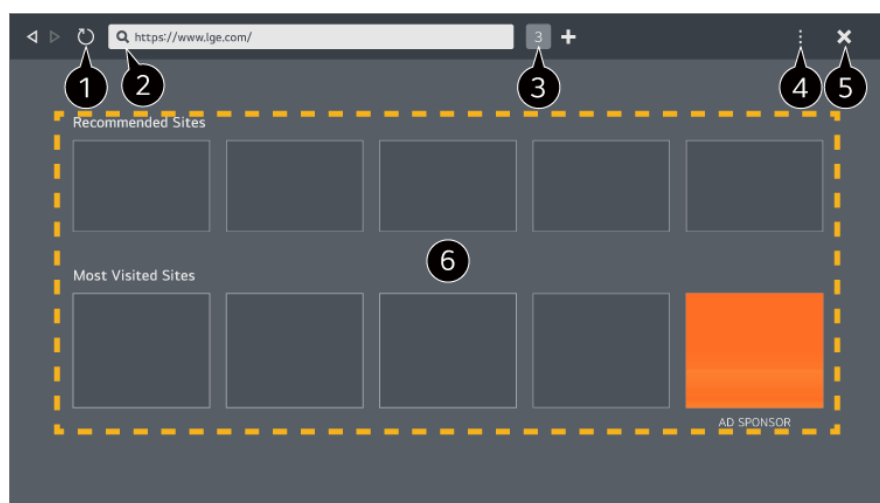 https://www.lge.com/ 3
1 2 3 4 5
Recommended Sites
6
Most Visited Sites
AD SPONSOR